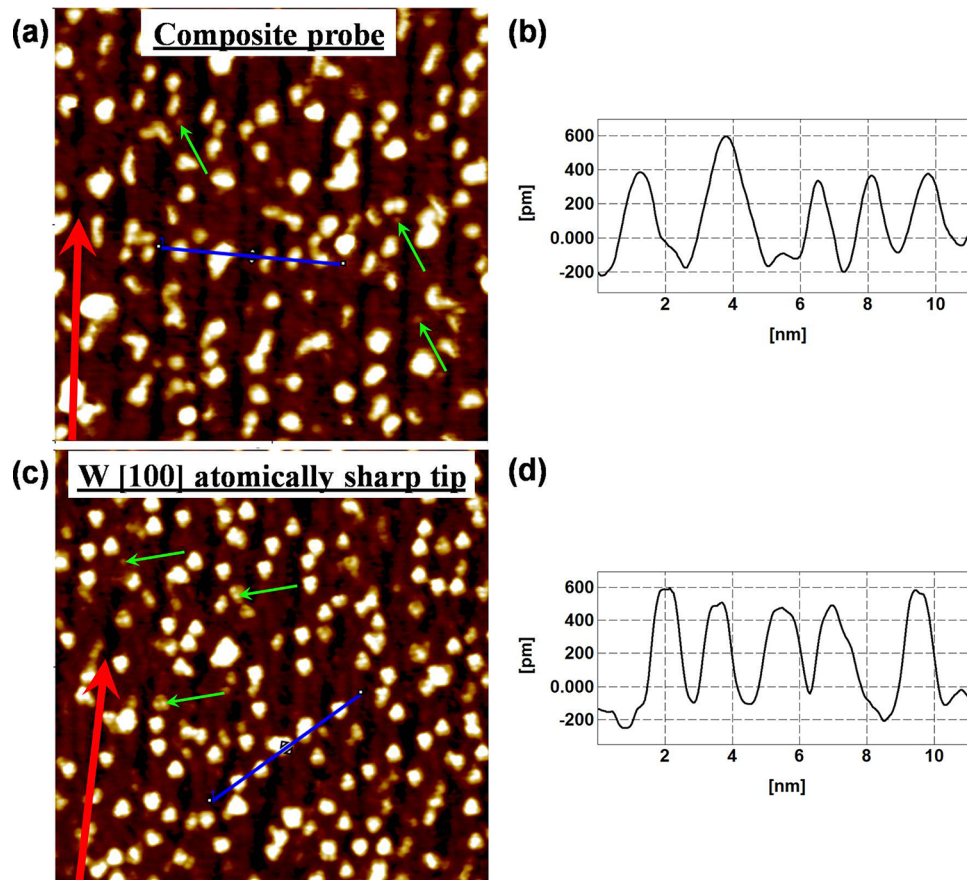 (a)
Composite probe
(b)
600
400
200
0.000
-200
[pm]
2
4
6
8
10
[nm]
(c)
W [100] atomically sharp tip
(d)
600
400
200
0.000
-200
[pm]
2
4
6
8
10
[nm]